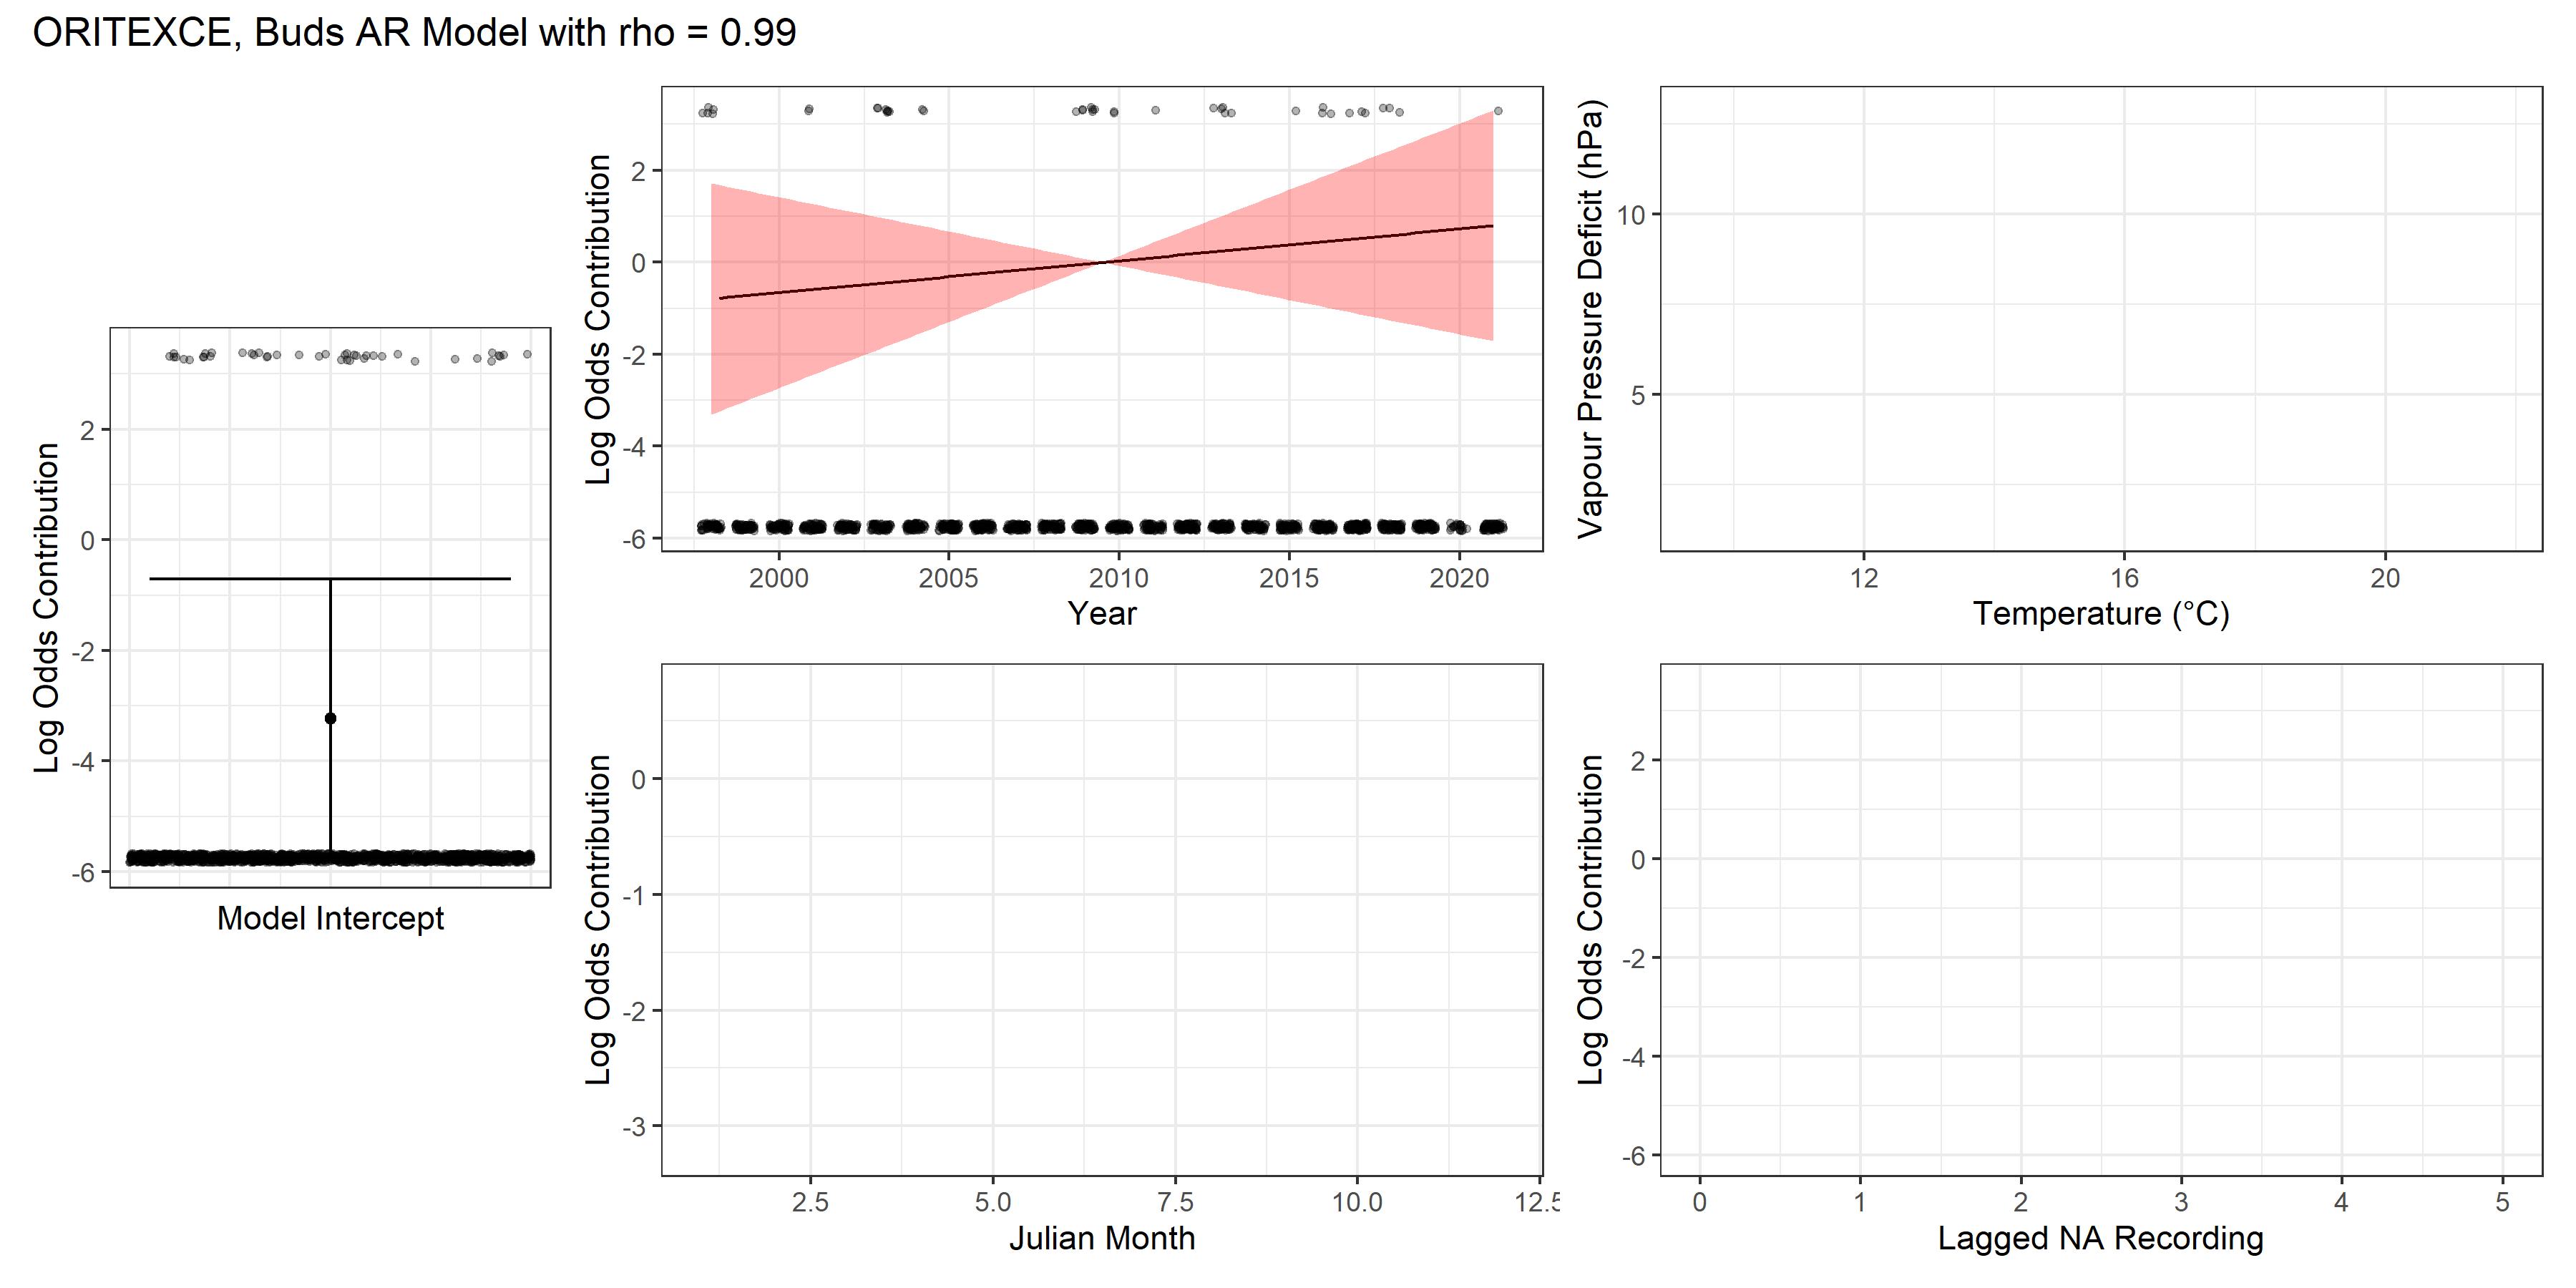 ORITEXCE, Buds AR Model with rho = 0.99
Log Odds Contribution
2
0
-2
-4
-6
Model Intercept
Log Odds Contribution
2
0
-2
-4
-6
2000 2005 2010 2015 2020
Year
Vapour Pressure Deficit (hPa)
10
5
12 16 20
Temperature (°C)
Log Odds Contribution
0
-1
-2
-3
2.5 5.0 7.5 10.0 12.5
Julian Month
Log Odds Contribution
2
0
-2
-4
-6
0 1 2 3 4 5
Lagged NA Recording